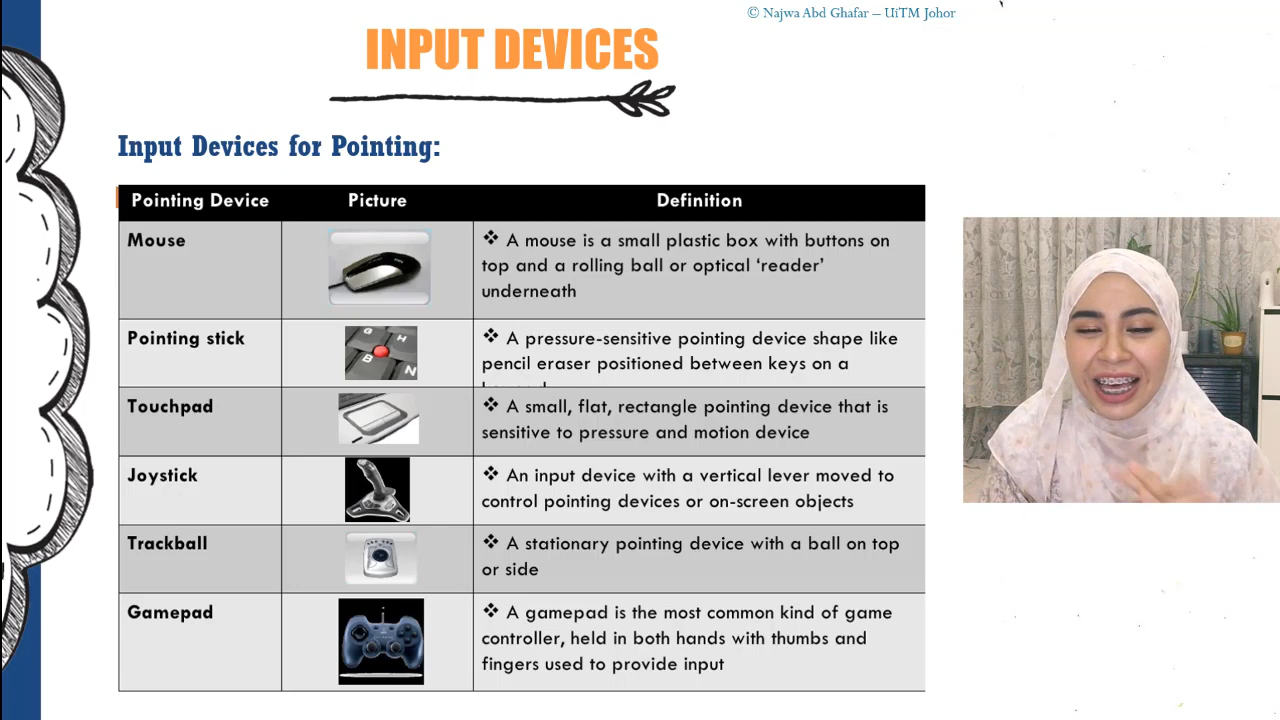 © Najwa Abd Ghafar – UiTM Johor
INPUT DEVICES
Input Devices for Pointing:
Pointing Device Picture Definition
Mouse
❖ A mouse is a small plastic box with buttons on
top and a rolling ball or optical ‘reader’
underneath
Pointing stick
G H
B N
❖ A pressure-sensitive pointing device shape like
pencil eraser positioned between keys on a
Touchpad
❖ A small, flat, rectangle pointing device that is
sensitive to pressure and motion device
Joystick
❖ An input device with a vertical lever moved to
control pointing devices or on-screen objects
Trackball
❖ A stationary pointing device with a ball on top
or side
Gamepad
❖ A gamepad is the most common kind of game
controller, held in both hands with thumbs and
fingers used to provide input